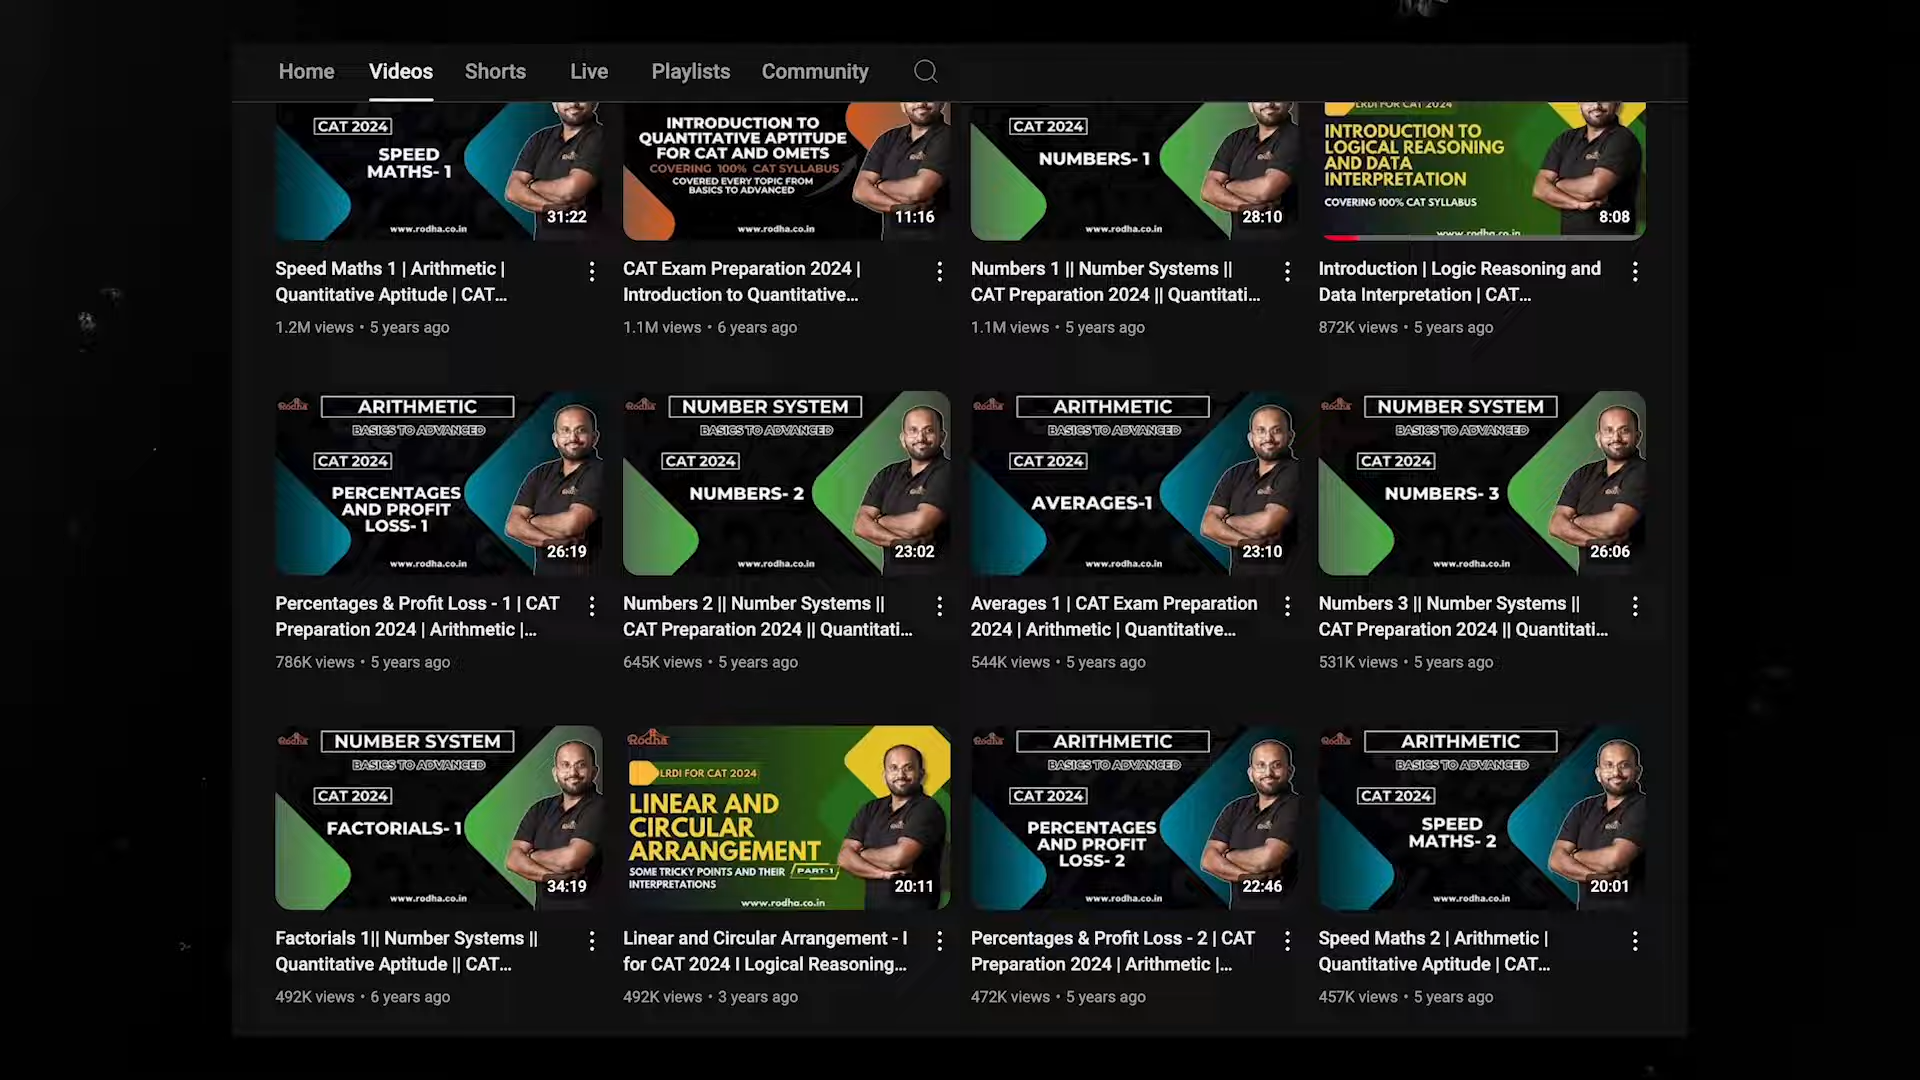 Home Videos Shorts Live Playlists Community
CAT 2024
SPEED
MATHS- 1
www.rodha.co.in
31:22
INTRODUCTION TO
QUANTITATIVE APTITUDE
FOR CAT AND OMETS
COVERING 100% CAT SYLLABUS
COVERED EVERY TOPIC FROM
BASICS TO ADVANCED
www.rodha.co.in
11:16
CAT 2024
NUMBERS- 1
www.rodha.co.in
28:10
LRDI FOR CAT 2024
INTRODUCTION TO
LOGICAL REASONING
AND DATA
INTERPRETATION
COVERING 100% CAT SYLLABUS
www.rodha.co.in
8:08
Speed Maths 1 | Arithmetic |
Quantitative Aptitude | CAT...
1.2M views • 5 years ago
CAT Exam Preparation 2024 |
Introduction to Quantitative...
1.1M views • 6 years ago
Numbers 1 || Number Systems ||
CAT Preparation 2024 || Quantitati...
1.1M views • 5 years ago
Introduction | Logic Reasoning and
Data Interpretation | CAT...
872K views • 5 years ago
Rodha
ARITHMETIC
BASICS TO ADVANCED
CAT 2024
PERCENTAGES
AND PROFIT
LOSS- 1
www.rodha.co.in
26:19
Rodha
NUMBER SYSTEM
BASICS TO ADVANCED
CAT 2024
NUMBERS- 2
www.rodha.co.in
23:02
Rodha
ARITHMETIC
BASICS TO ADVANCED
CAT 2024
AVERAGES-1
www.rodha.co.in
23:10
Rodha
NUMBER SYSTEM
BASICS TO ADVANCED
CAT 2024
NUMBERS- 3
www.rodha.co.in
26:06
Percentages & Profit Loss - 1 | CAT
Preparation 2024 | Arithmetic |...
786K views • 5 years ago
Numbers 2 || Number Systems ||
CAT Preparation 2024 || Quantitati...
645K views • 5 years ago
Averages 1 | CAT Exam Preparation
2024 | Arithmetic | Quantitative...
544K views • 5 years ago
Numbers 3 || Number Systems ||
CAT Preparation 2024 || Quantitati...
531K views • 5 years ago
Rodha
NUMBER SYSTEM
BASICS TO ADVANCED
CAT 2024
FACTORIALS- 1
www.rodha.co.in
34:19
Rodha
LRDI FOR CAT 2024
LINEAR AND
CIRCULAR
ARRANGEMENT
SOME TRICKY POINTS AND THEIR PART-1
INTERPRETATIONS
www.rodha.co.in
20:11
Rodha
ARITHMETIC
BASICS TO ADVANCED
CAT 2024
PERCENTAGES
AND PROFIT
LOSS- 2
www.rodha.co.in
22:46
Rodha
ARITHMETIC
BASICS TO ADVANCED
CAT 2024
SPEED
MATHS- 2
www.rodha.co.in
20:01
Factorials 1|| Number Systems ||
Quantitative Aptitude || CAT...
492K views • 6 years ago
Linear and Circular Arrangement - I
for CAT 2024 I Logical Reasoning...
492K views • 3 years ago
Percentages & Profit Loss - 2 | CAT
Preparation 2024 | Arithmetic |...
472K views • 5 years ago
Speed Maths 2 | Arithmetic |
Quantitative Aptitude | CAT...
457K views • 5 years ago